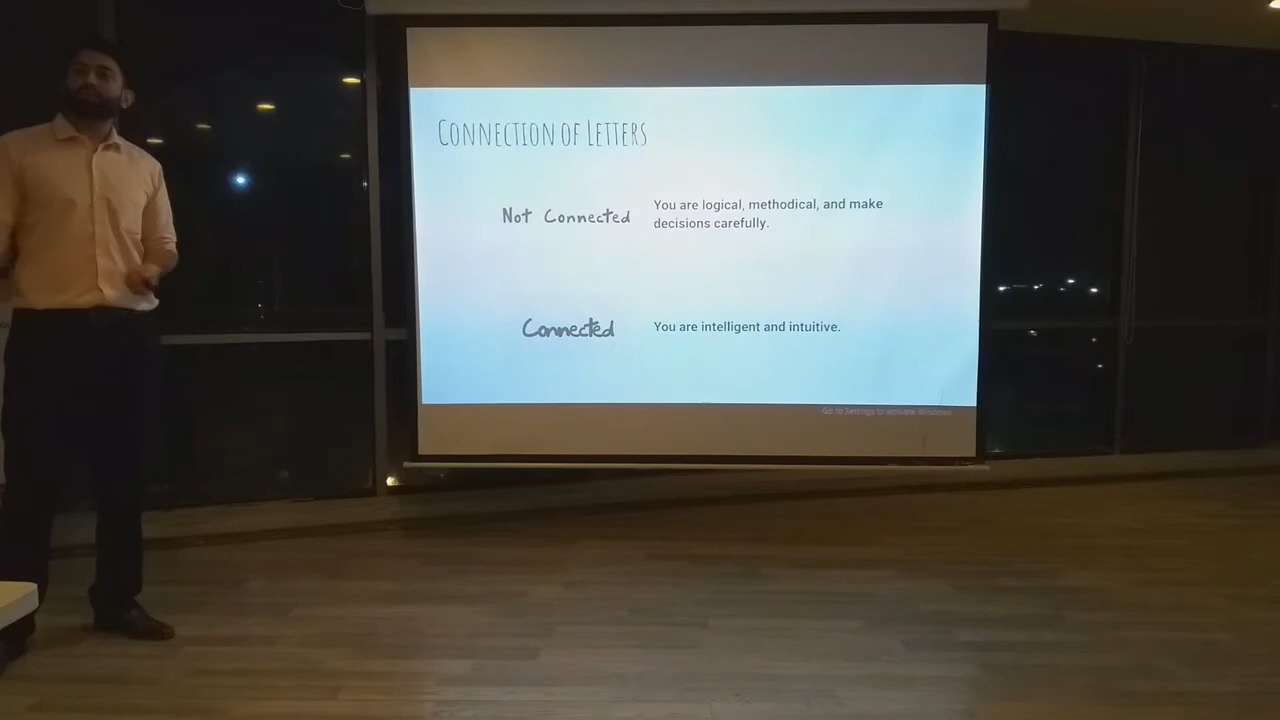 CONNECTION OF LETTERS
Not Connected
You are logical, methodical, and make
decisions carefully.
Connected
You are intelligent and intuitive.
Go to Settings to activate Windows.